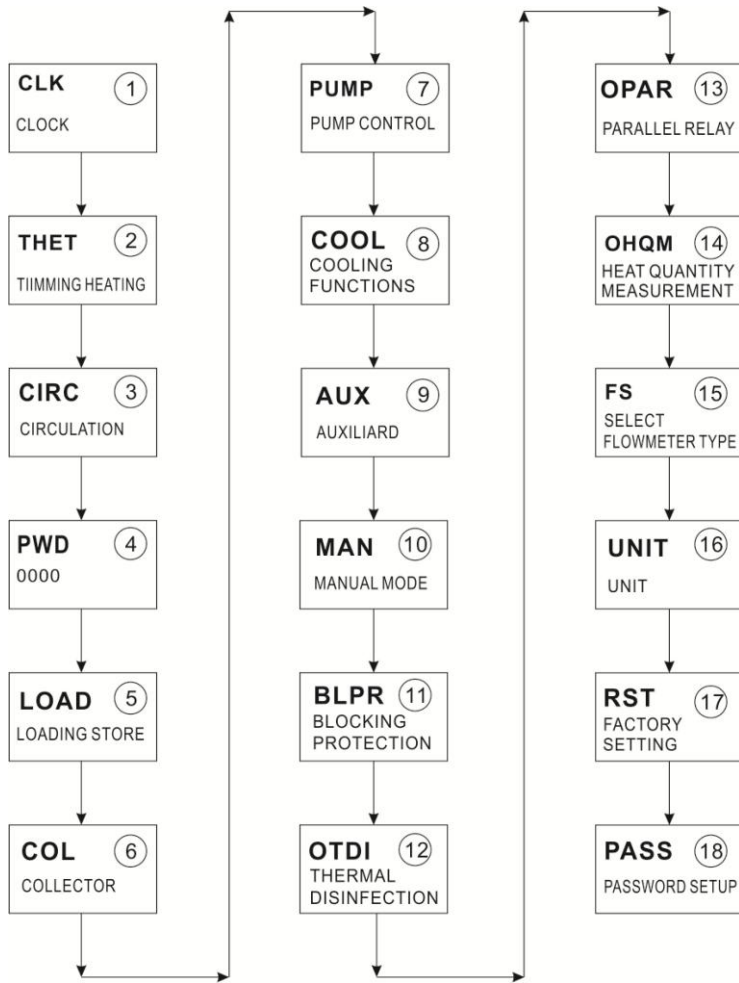 CLK 1
CLOCK
THET 2
TIIMMING HEATING
CIRC 3
CIRCULATION
PWD 4
0000
LOAD 5
LOADING STORE
COL 6
COLLECTOR
PUMP 7
PUMP CONTROL
COOL 8
COOLING
FUNCTIONS
AUX 9
AUXILIARD
MAN 10
MANUAL MODE
BLPR 11
BLOCKING
PROTECTION
OTDI 12
THERMAL
DISINFECTION
OPAR 13
PARALLEL RELAY
OHQM 14
HEAT QUANTITY
MEASUREMENT
FS 15
SELECT
FLOWMETER TYPE
UNIT 16
UNIT
RST 17
FACTORY
SETTING
PASS 18
PASSWORD SETUP